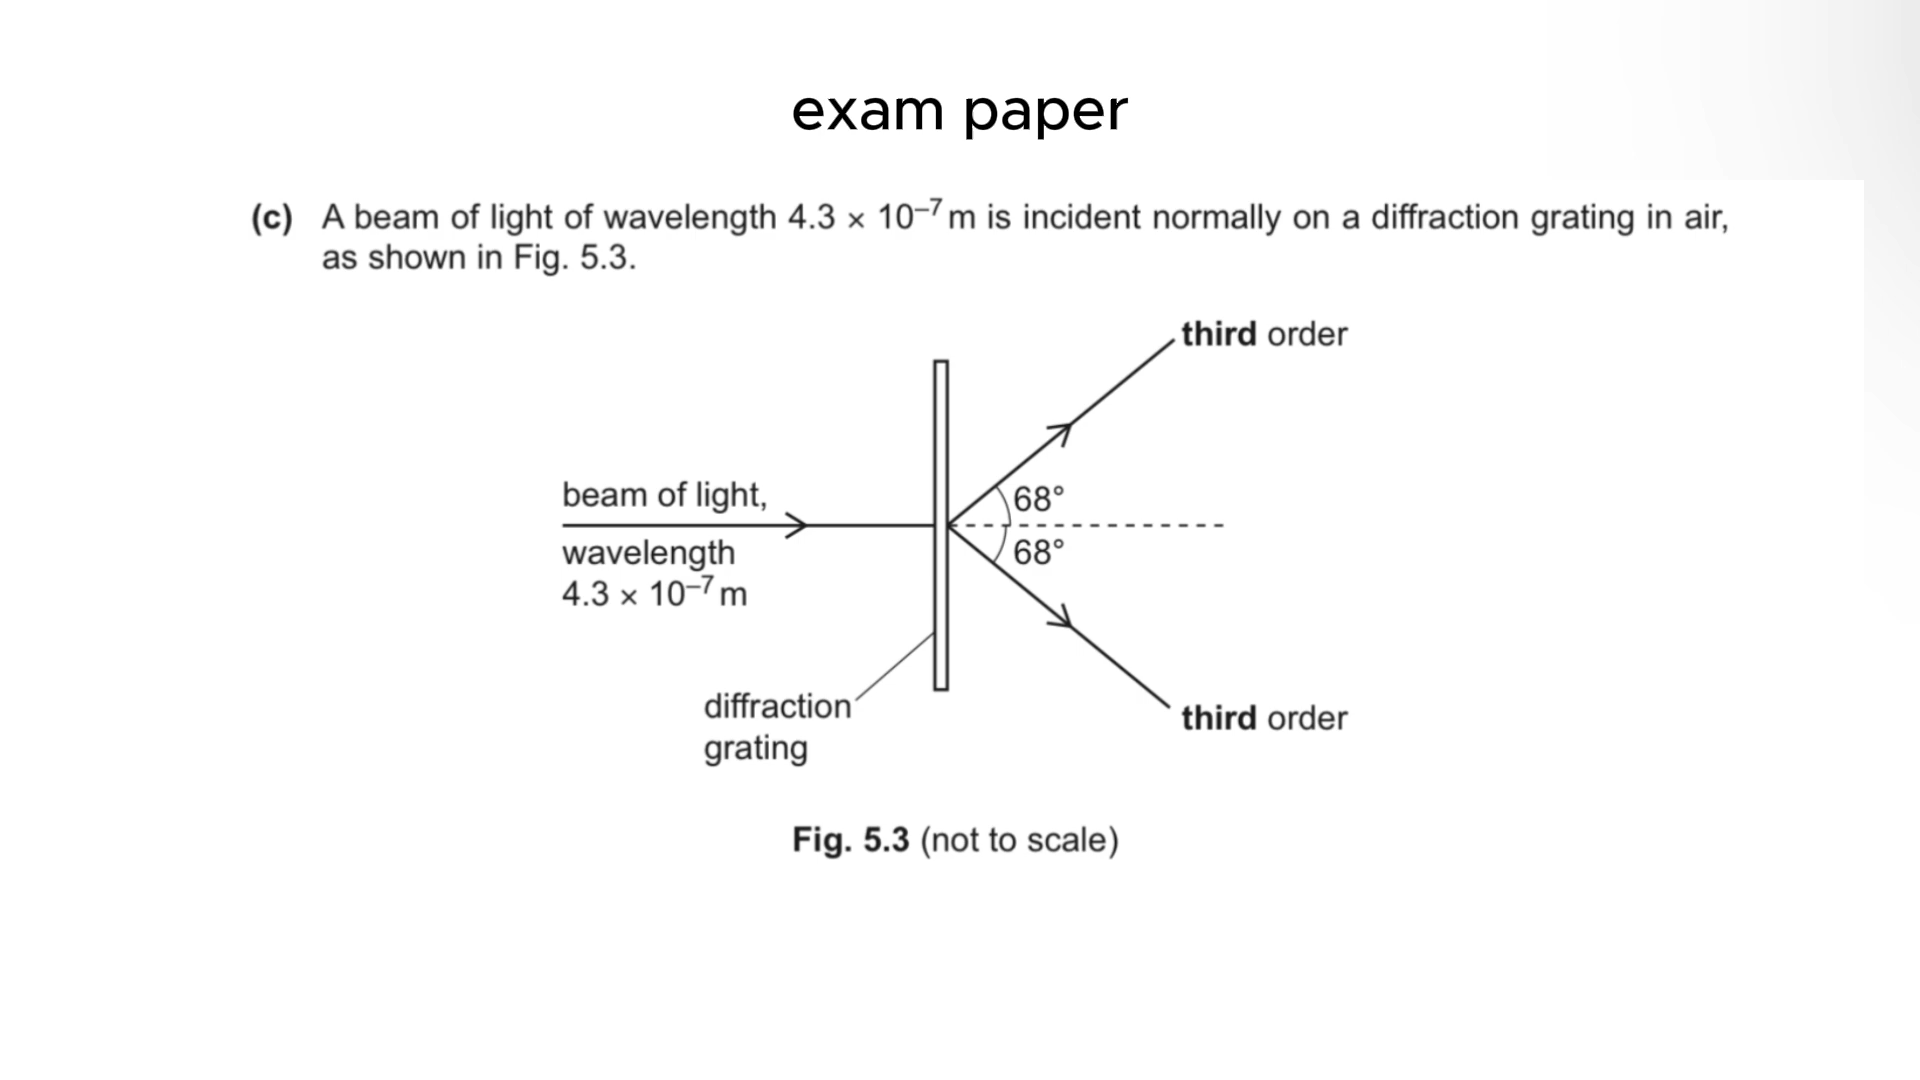 exam paper
(c) A beam of light of wavelength 4.3 × 10⁻⁷ m is incident normally on a diffraction grating in air,
as shown in Fig. 5.3.
third order
beam of light,
68°
wavelength
68°
4.3 × 10⁻⁷ m
diffraction
third order
grating
Fig. 5.3 (not to scale)